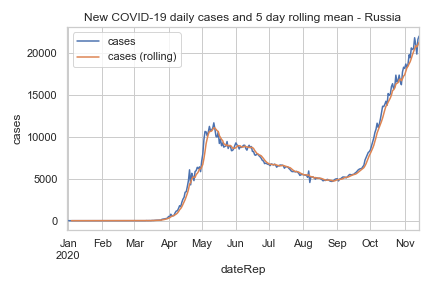 New COVID-19 daily cases and 5 day rolling mean - Russia
cases
cases (rolling)
cases
20000
15000
10000
5000
0
Jan Feb Mar Apr May Jun Jul Aug Sep Oct Nov
2020
dateRep